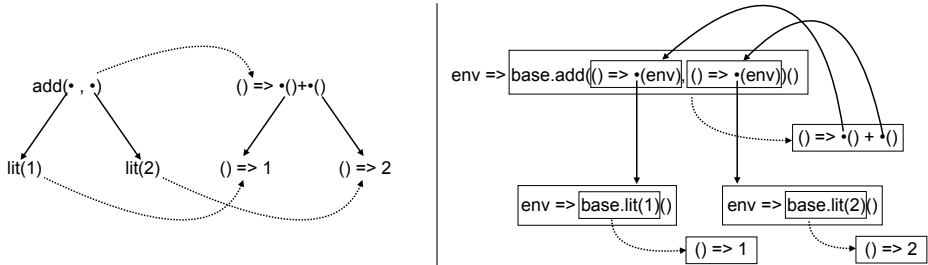 add(• , •)
() => •()+•()
lit(1)
lit(2)
() => 1
() => 2
env => base.add(() => •(env), () => •(env))()
() => •() + •()
env => base.lit(1)()
env => base.lit(2)()
() => 1
() => 2